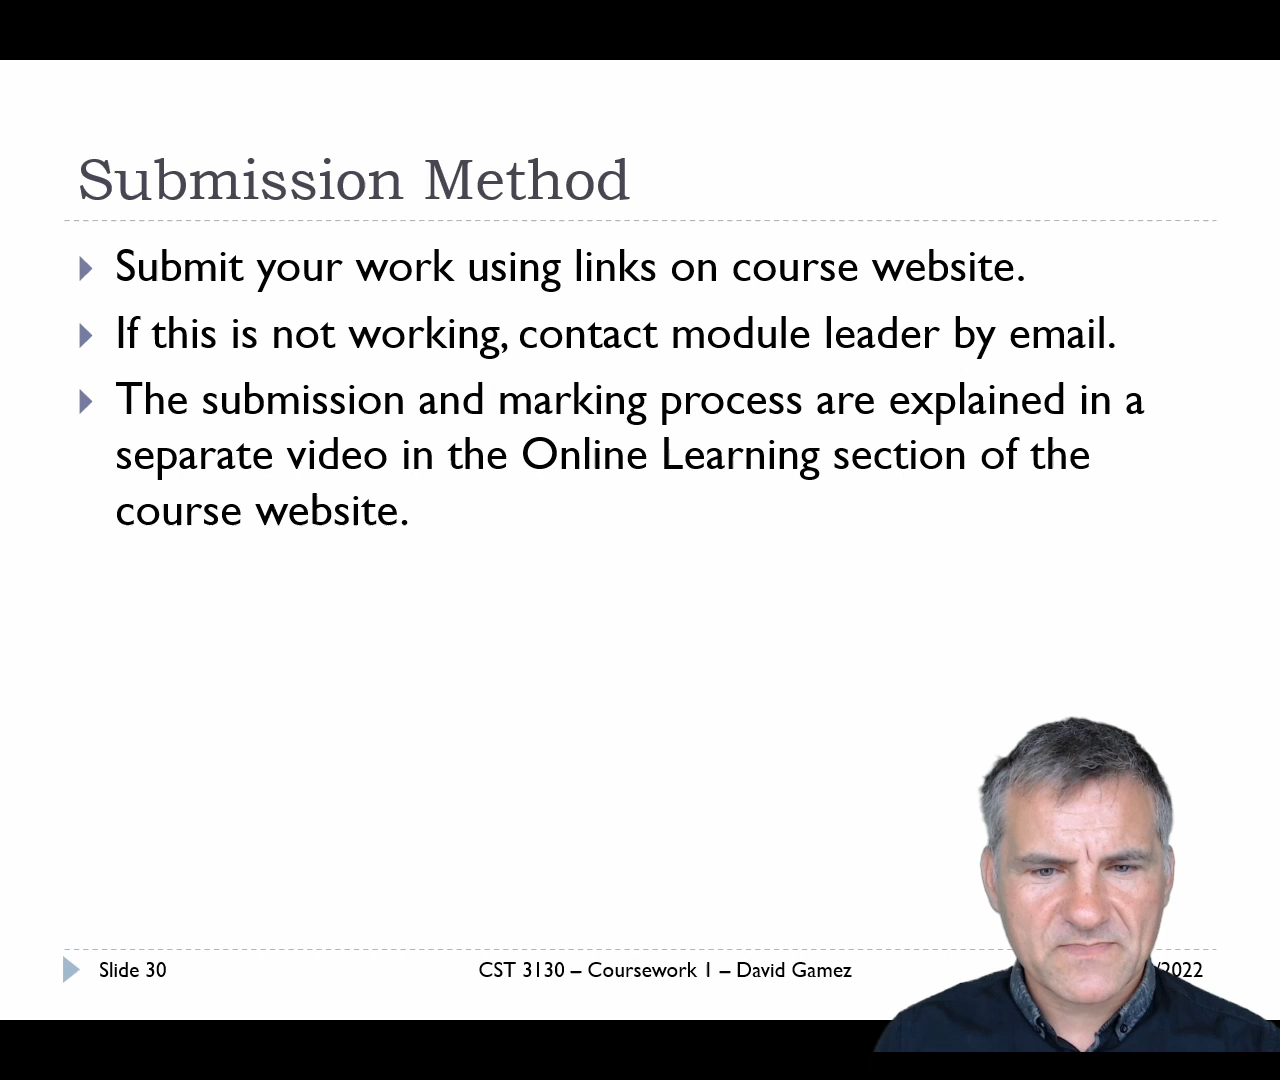 Submission Method
Submit your work using links on course website.
If this is not working, contact module leader by email.
The submission and marking process are explained in a
separate video in the Online Learning section of the
course website.
Slide 30
CST 3130 – Coursework 1 – David Gamez
/2022